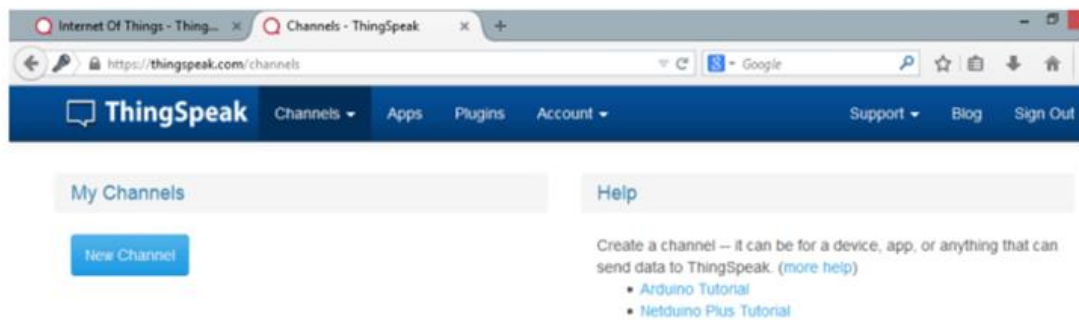 Internet Of Things - Thing...
Channels - ThingSpeak
https://thingspeak.com/channels
Google
ThingSpeak Channels Apps Plugins Account Support Blog Sign Out
My Channels
New Channel
Help
Create a channel -- it can be for a device, app, or anything that can
send data to ThingSpeak. (more help)
• Arduino Tutorial
• Netduino Plus Tutorial